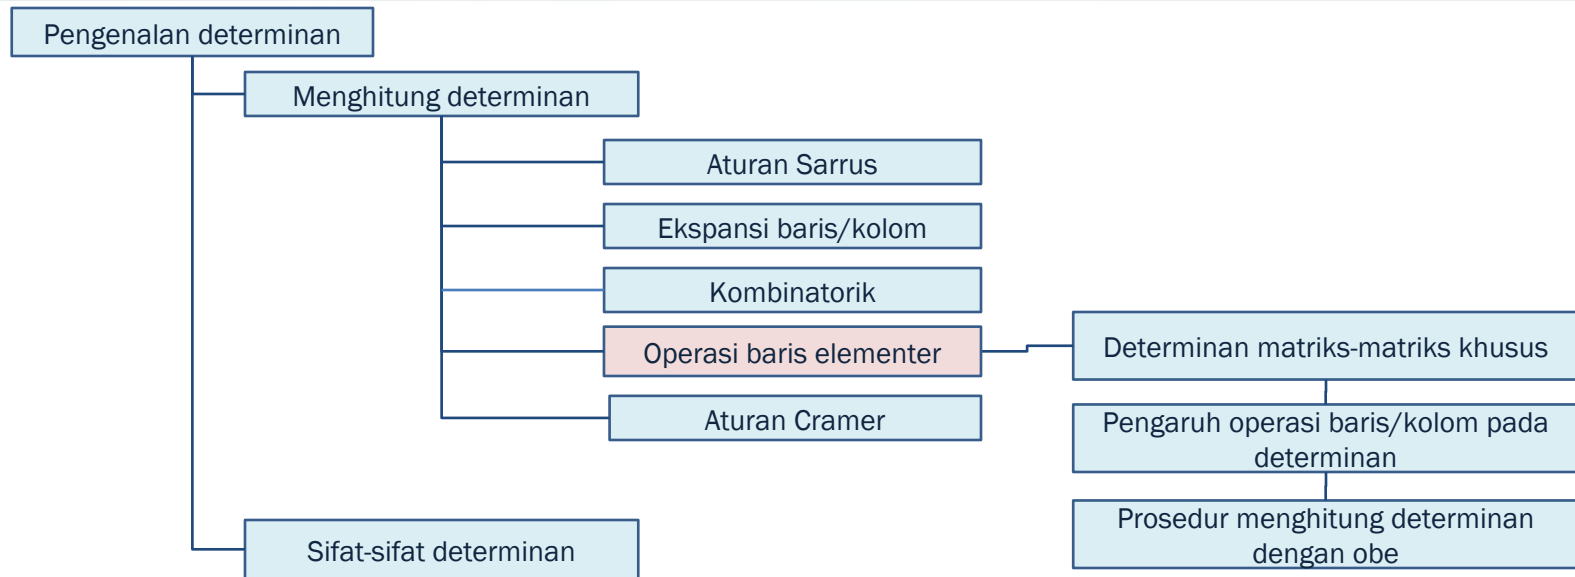 Pengenalan determinan
Menghitung determinan
Aturan Sarrus
Ekspansi baris/kolom
Kombinatorik
Operasi baris elementer
Aturan Cramer
Determinan matriks-matriks khusus
Pengaruh operasi baris/kolom pada
determinan
Prosedur menghitung determinan
dengan obe
Sifat-sifat determinan